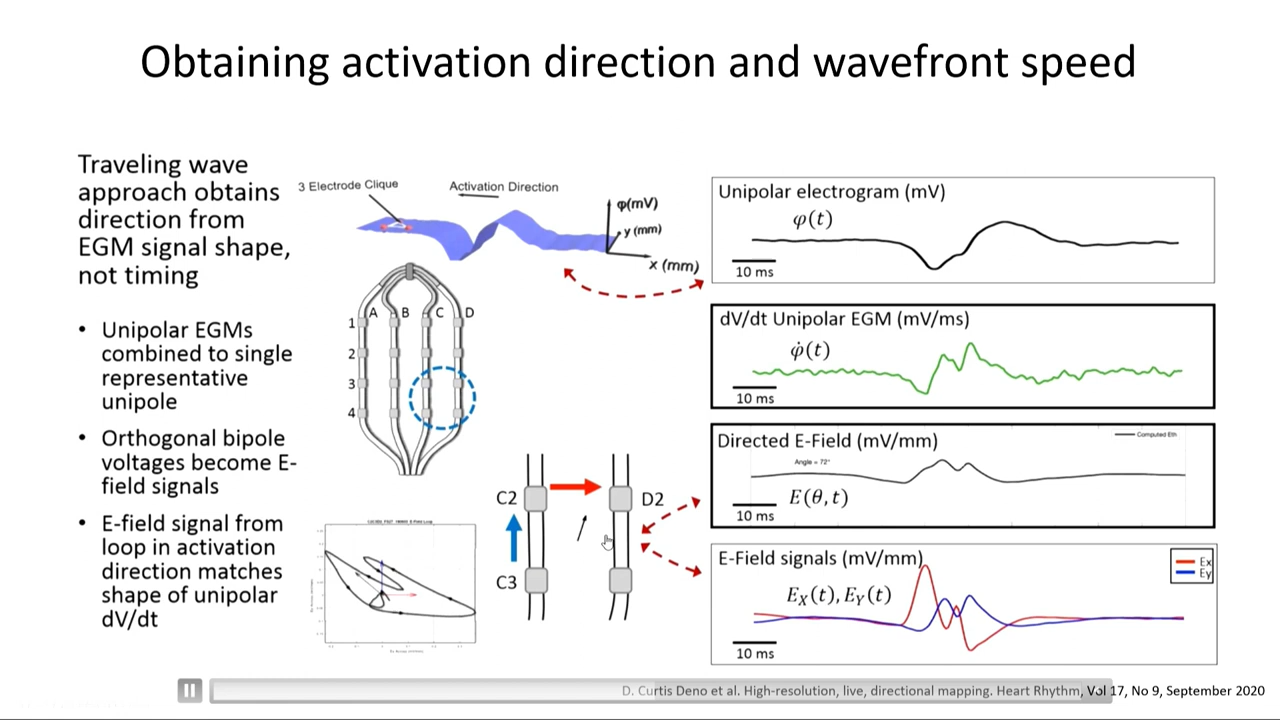 Obtaining activation direction and wavefront speed
Traveling wave
approach obtains
direction from
EGM signal shape,
not timing
• Unipolar EGMs
combined to single
representative
unipole
• Orthogonal bipole
voltages become E-
field signals
• E-field signal from
loop in activation
direction matches
shape of unipolar
dV/dt
3 Electrode Clique
Activation Direction
φ(mV)
y (mm)
x (mm)
A B C D
1
2
3
4
C2
D2
C3
Unipolar electrogram (mV)
φ(t)
10 ms
dV/dt Unipolar EGM (mV/ms)
φ̇(t)
10 ms
Directed E-Field (mV/mm)
Computed Eth
Angle = 72°
E(θ, t)
10 ms
E-Field signals (mV/mm)
Ex
Ey
E_X(t), E_Y(t)
10 ms
D. Curtis Deno et al. High-resolution, live, directional mapping. Heart Rhythm, Vol 17, No 9, September 2020